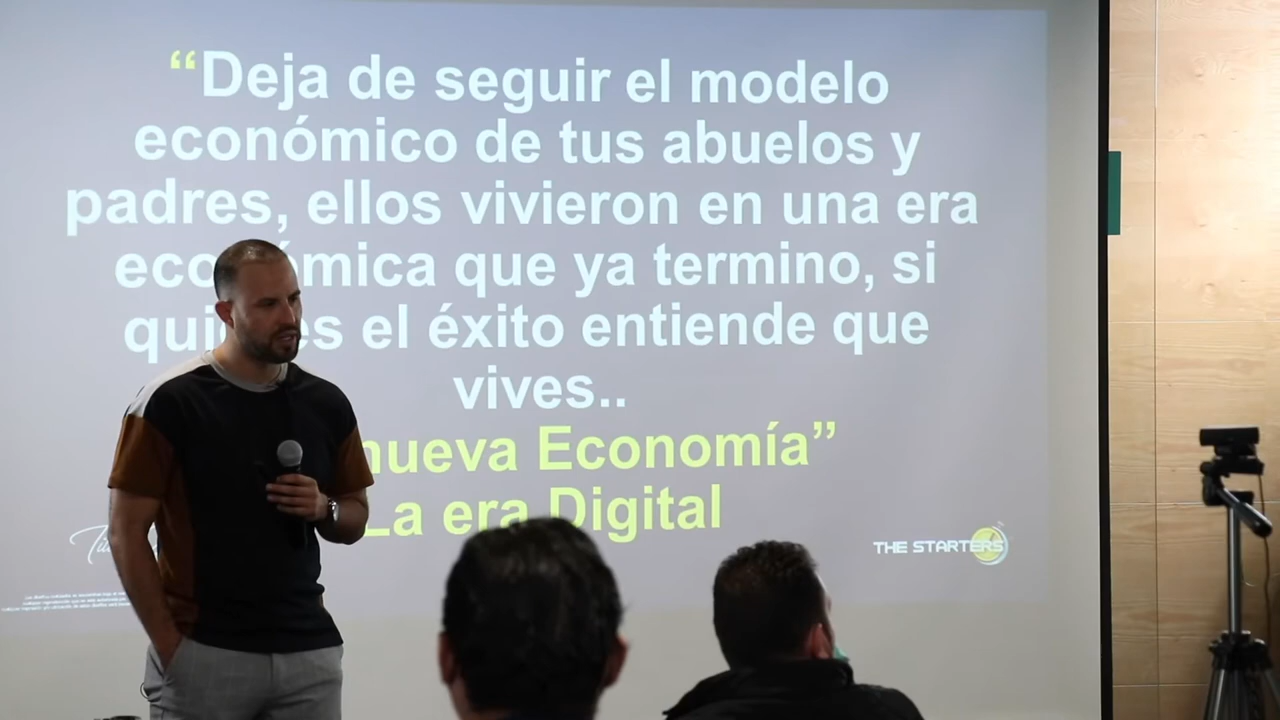 “Deja de seguir el modelo
económico de tus abuelos y
padres, ellos vivieron en una era
que ya termino, si
el éxito entiende que
vives..
nueva Economía”
La era Digital
THE STARTERS